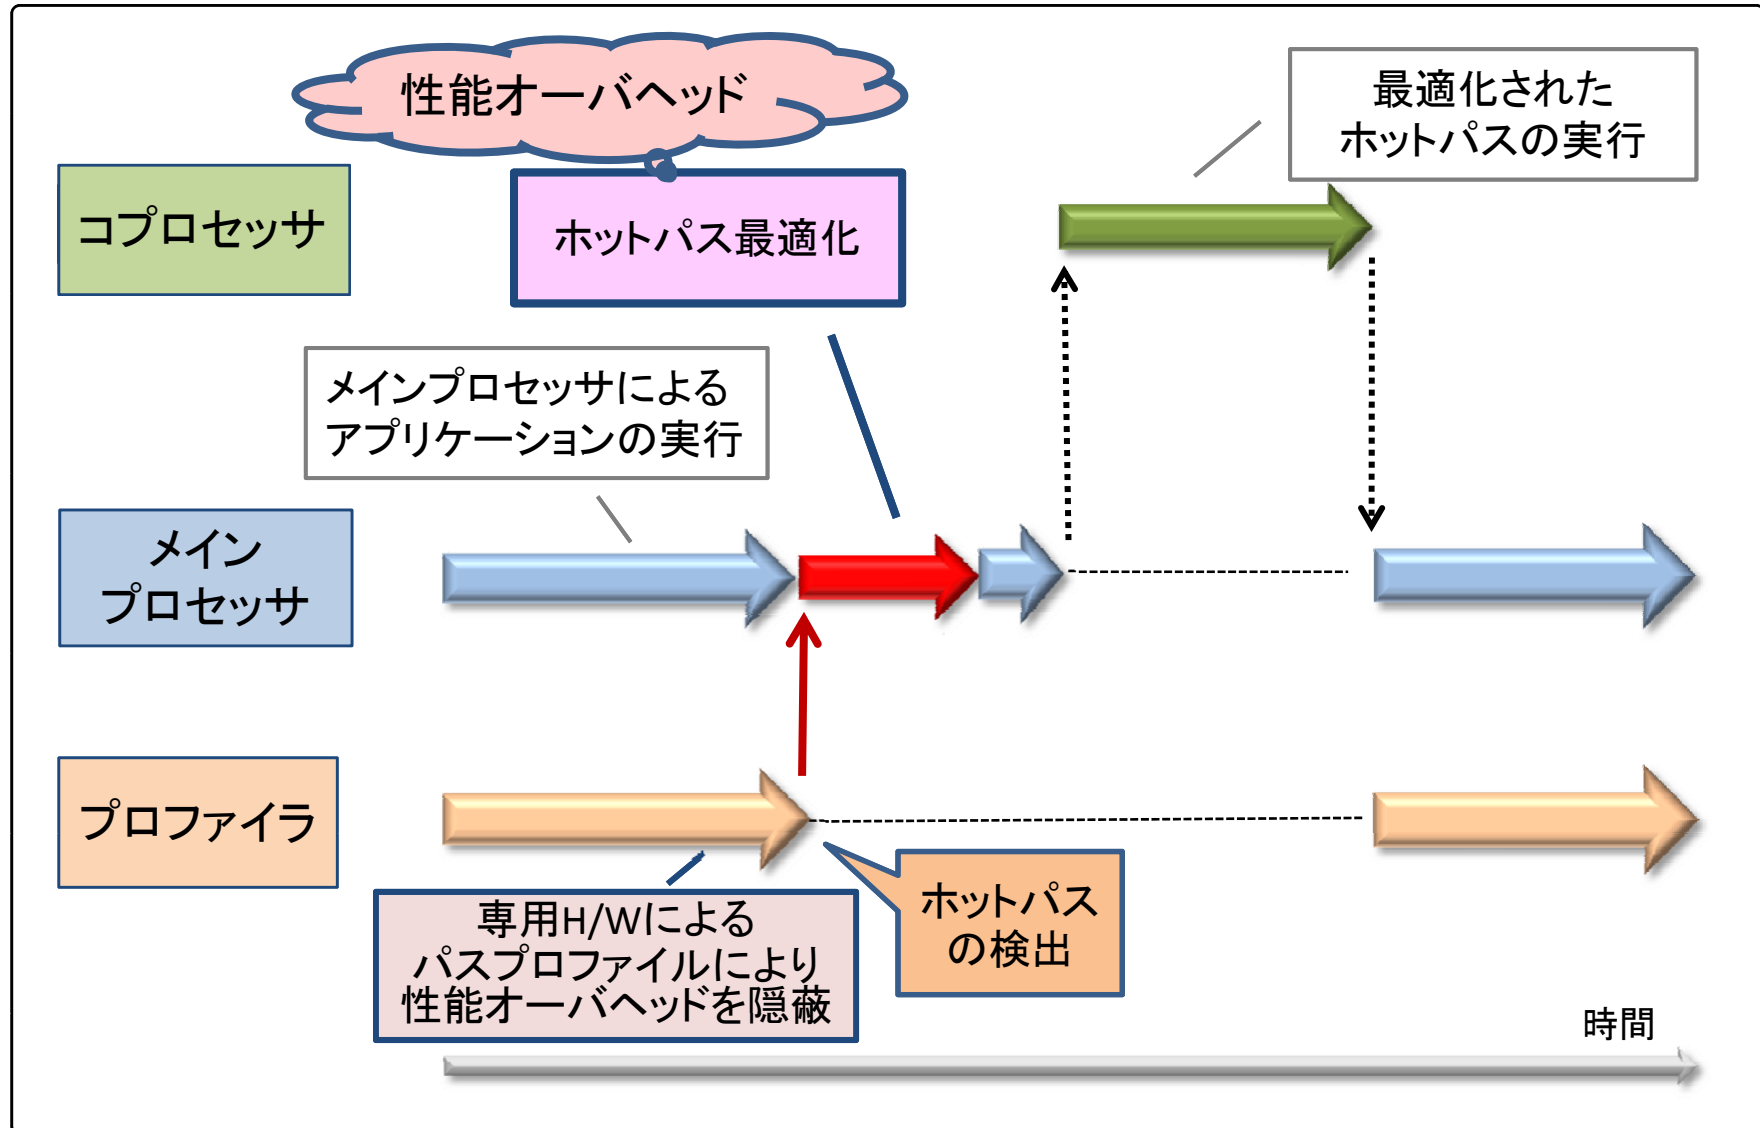 性能オーバヘッド
最適化された
ホットパスの実行
コプロセッサ
ホットパス最適化
メインプロセッサによる
アプリケーションの実行
メイン
プロセッサ
プロファイラ
専用H/Wによる
パスプロファイルにより
性能オーバヘッドを隠蔽
ホットパス
の検出
時間